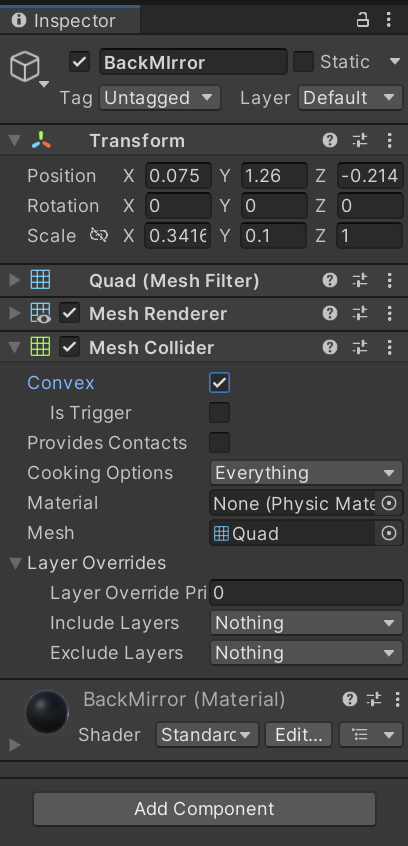 Inspector
BackMIrror Static
Tag Untagged Layer Default
Transform
Position X 0.075 Y 1.26 Z -0.214
Rotation X 0 Y 0 Z 0
Scale X 0.3416 Y 0.1 Z 1
Quad (Mesh Filter)
Mesh Renderer
Mesh Collider
Convex
Is Trigger
Provides Contacts
Cooking Options Everything
Material None (Physic Mate
Mesh Quad
Layer Overrides
Layer Override Pri 0
Include Layers Nothing
Exclude Layers Nothing
BackMirror (Material)
Shader Standard Edit...
Add Component